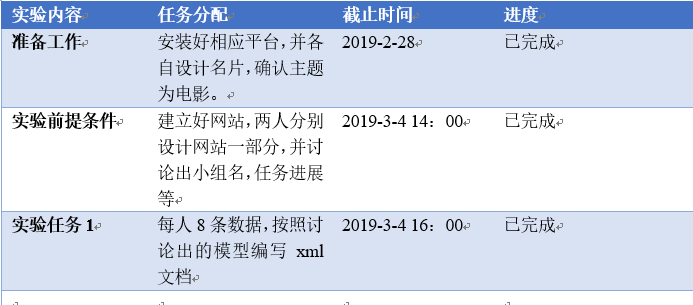 实验内容 任务分配 截止时间 进度
准备工作 安装好相应平台，并各 2019-2-28 已完成
自设计名片，确认主题
为电影。
实验前提条件 建立好网站，两人分别 2019-3-4 14：00 已完成
设计网站一部分，并讨
论出小组名，任务进展
等
实验任务 1 每人 8 条数据，按照讨 2019-3-4 16：00 已完成
论出的模型编写 xml
文档